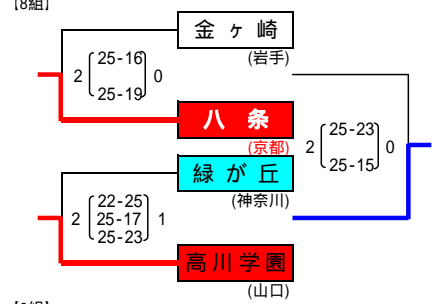 【8組】
金ヶ崎
(岩手)
25-16
2 0
25-19
八条
(京都)
25-23
2 0
25-15
緑が丘
(神奈川)
22-25
2 25-17 1
25-23
高川学園
(山口)